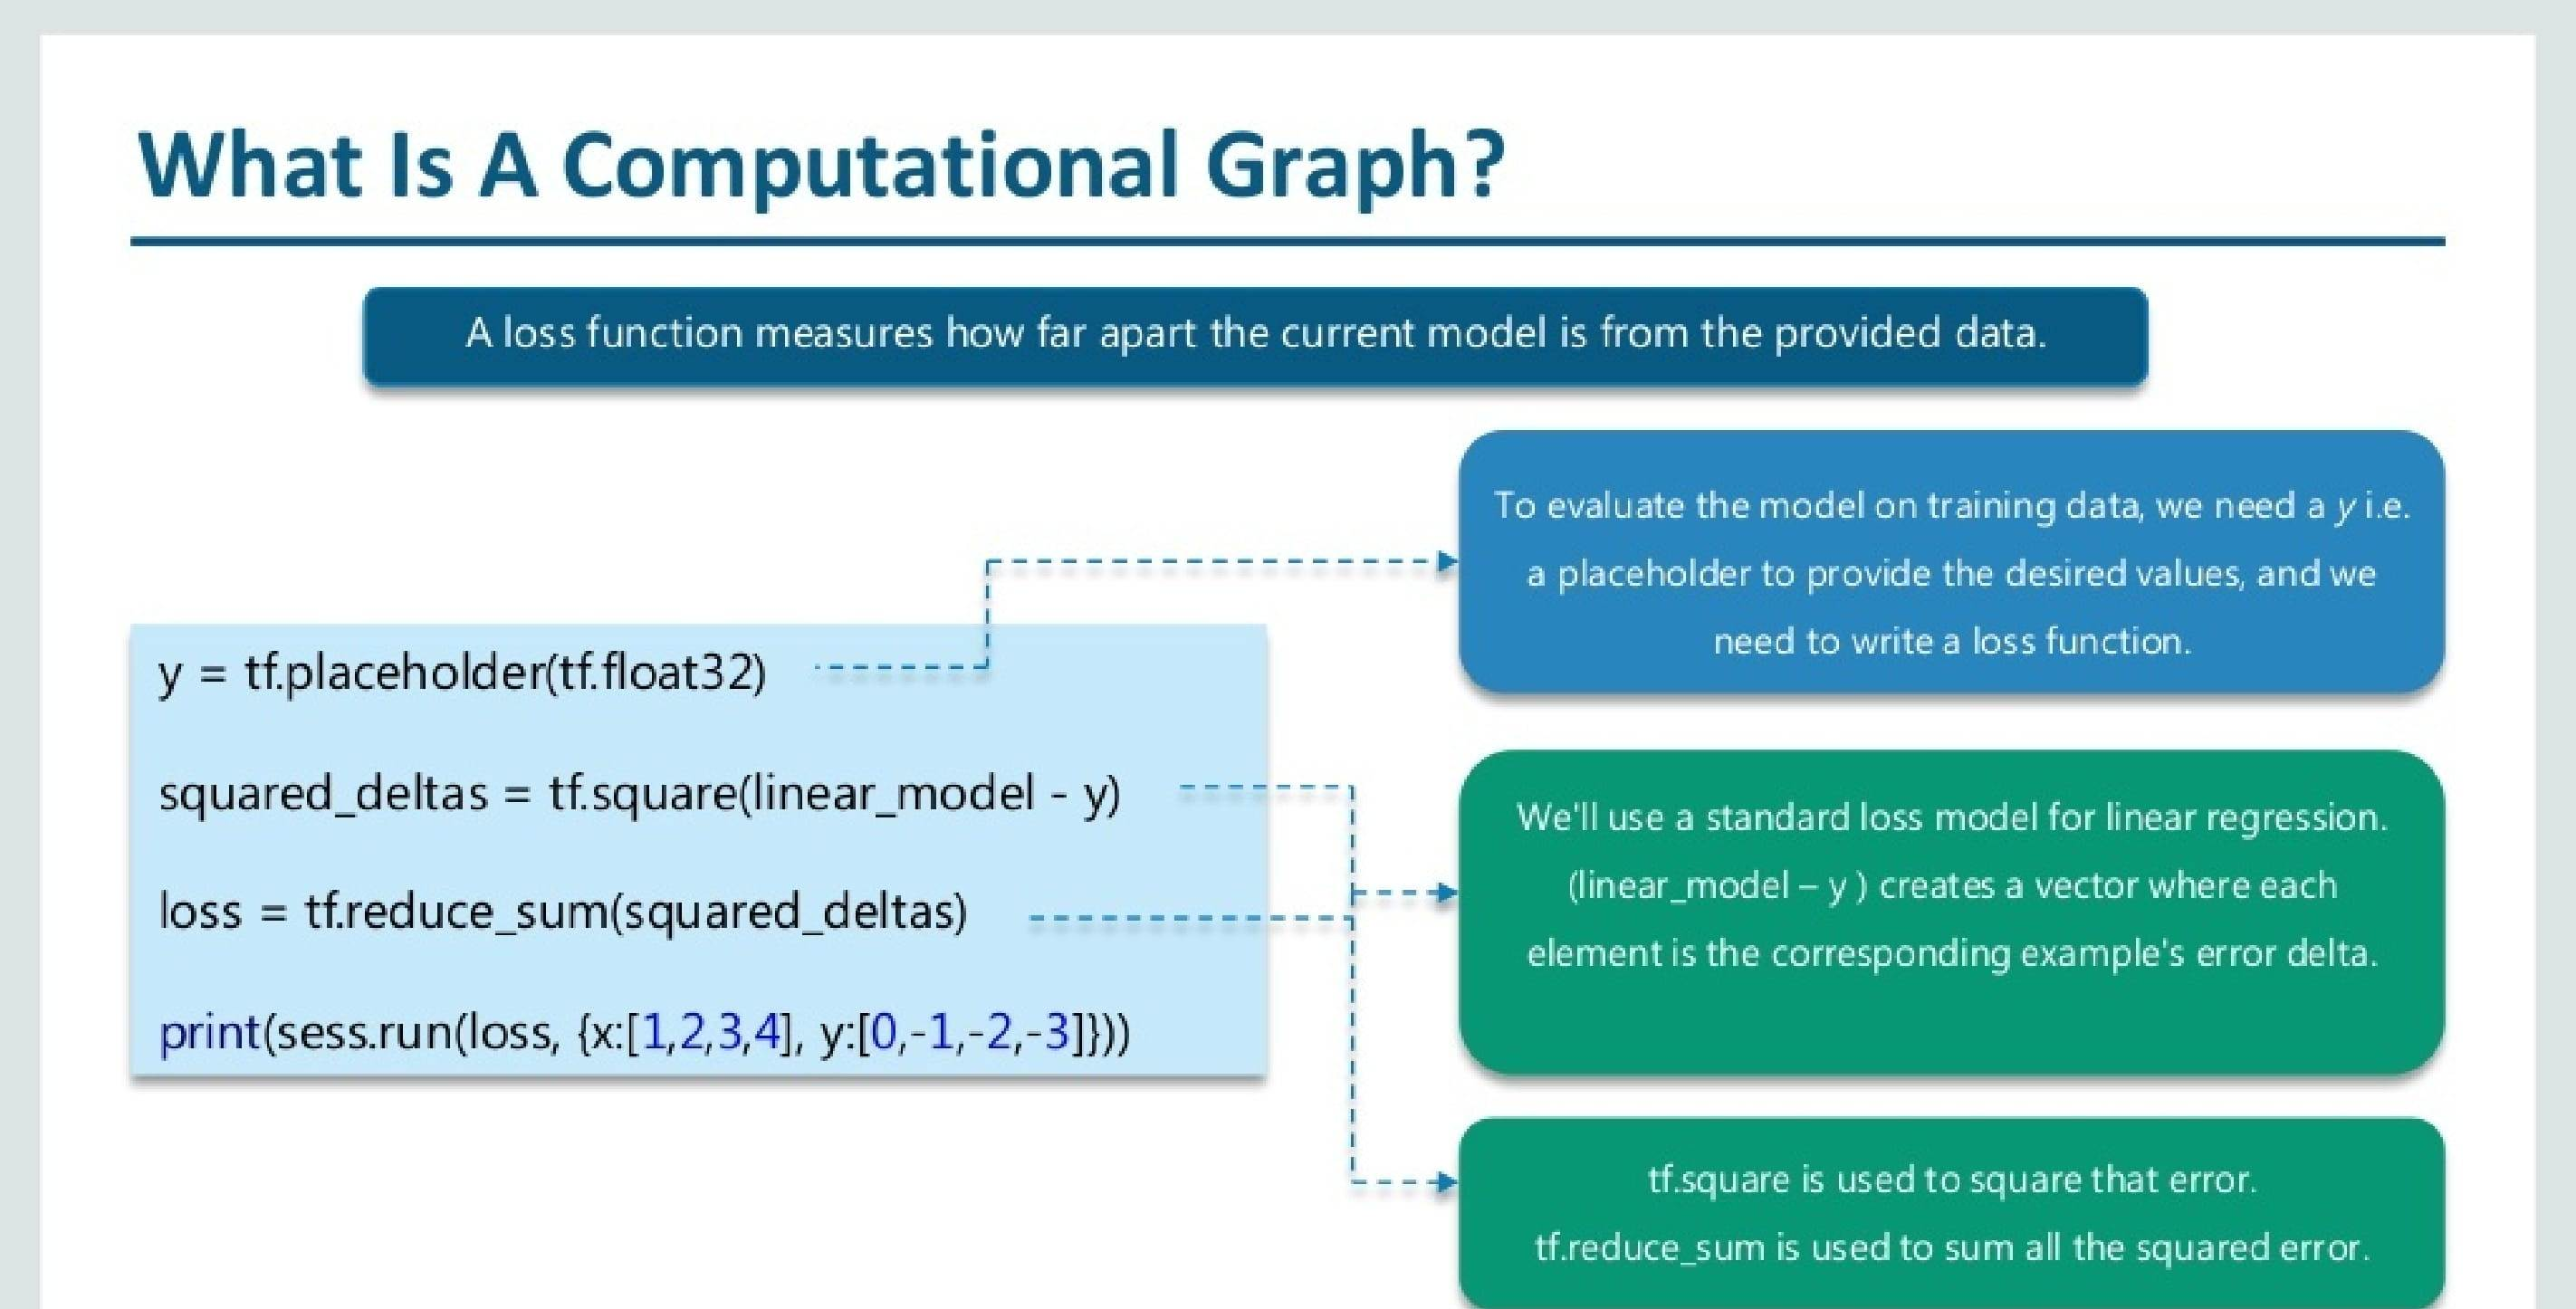 What Is A Computational Graph?
A loss function measures how far apart the current model is from the provided data.
To evaluate the model on training data, we need a y i.e.
a placeholder to provide the desired values, and we
need to write a loss function.
y = tf.placeholder(tf.float32)
squared_deltas = tf.square(linear_model - y)
loss = tf.reduce_sum(squared_deltas)
print(sess.run(loss, {x:[1,2,3,4], y:[0,-1,-2,-3]}))
We'll use a standard loss model for linear regression.
(linear_model – y ) creates a vector where each
element is the corresponding example's error delta.
tf.square is used to square that error.
tf.reduce_sum is used to sum all the squared error.